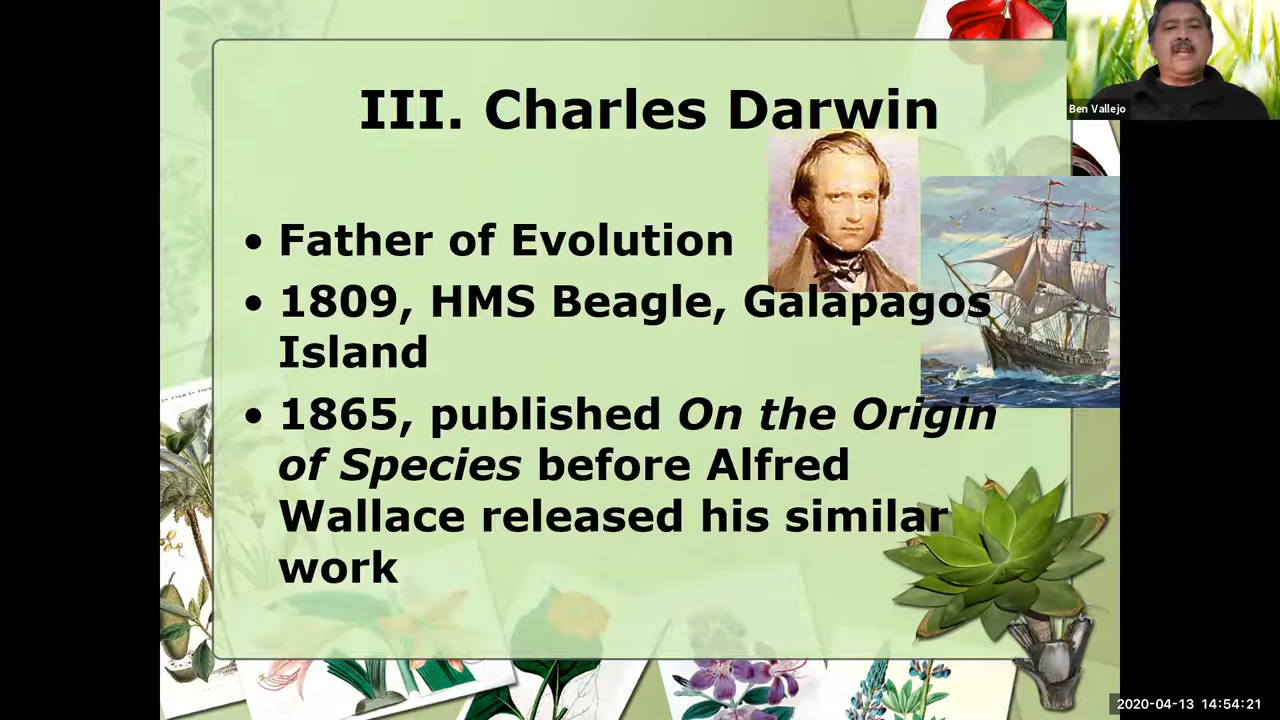 III. Charles Darwin
Ben Vallejo
• Father of Evolution
• 1809, HMS Beagle, Galapagos
Island
• 1865, published On the Origin
of Species before Alfred
Wallace released his similar
work
2020-04-13 14:54:21